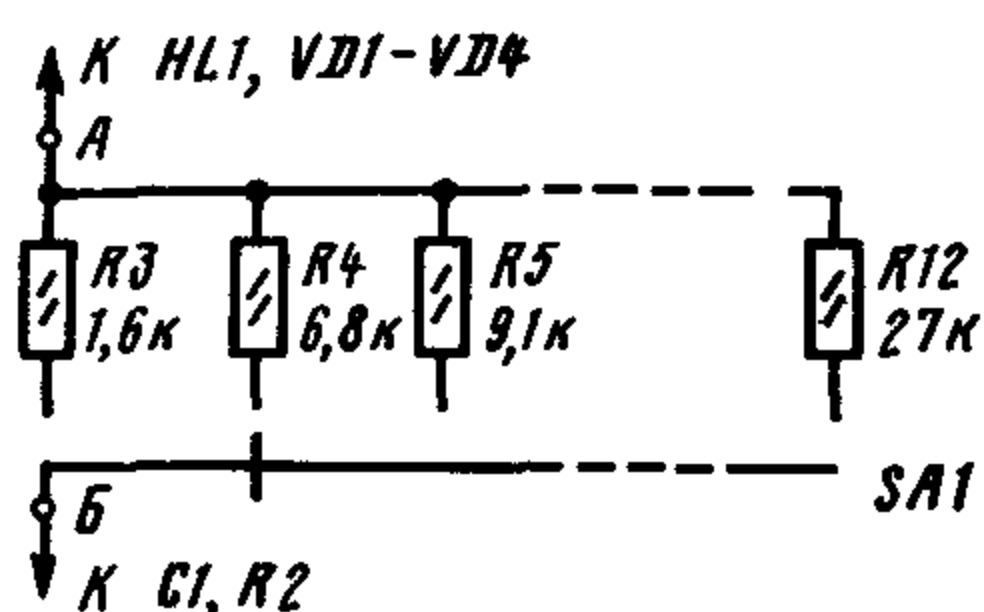 К HL1, VD1-VD4
А
R3
1,6к
R4
6,8к
R5
9,1к
R12
27к
SA1
Б
К C1, R2